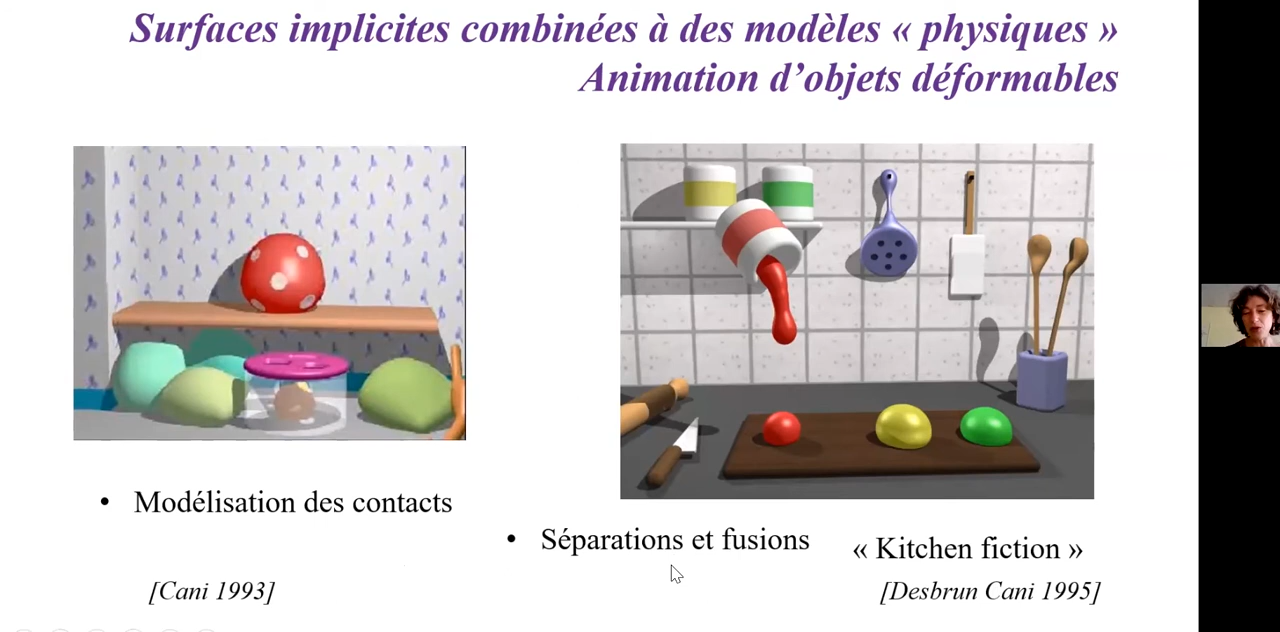 Surfaces implicites combinées à des modèles « physiques »
Animation d’objets déformables
• Modélisation des contacts
• Séparations et fusions
« Kitchen fiction »
[Cani 1993]
[Desbrun Cani 1995]